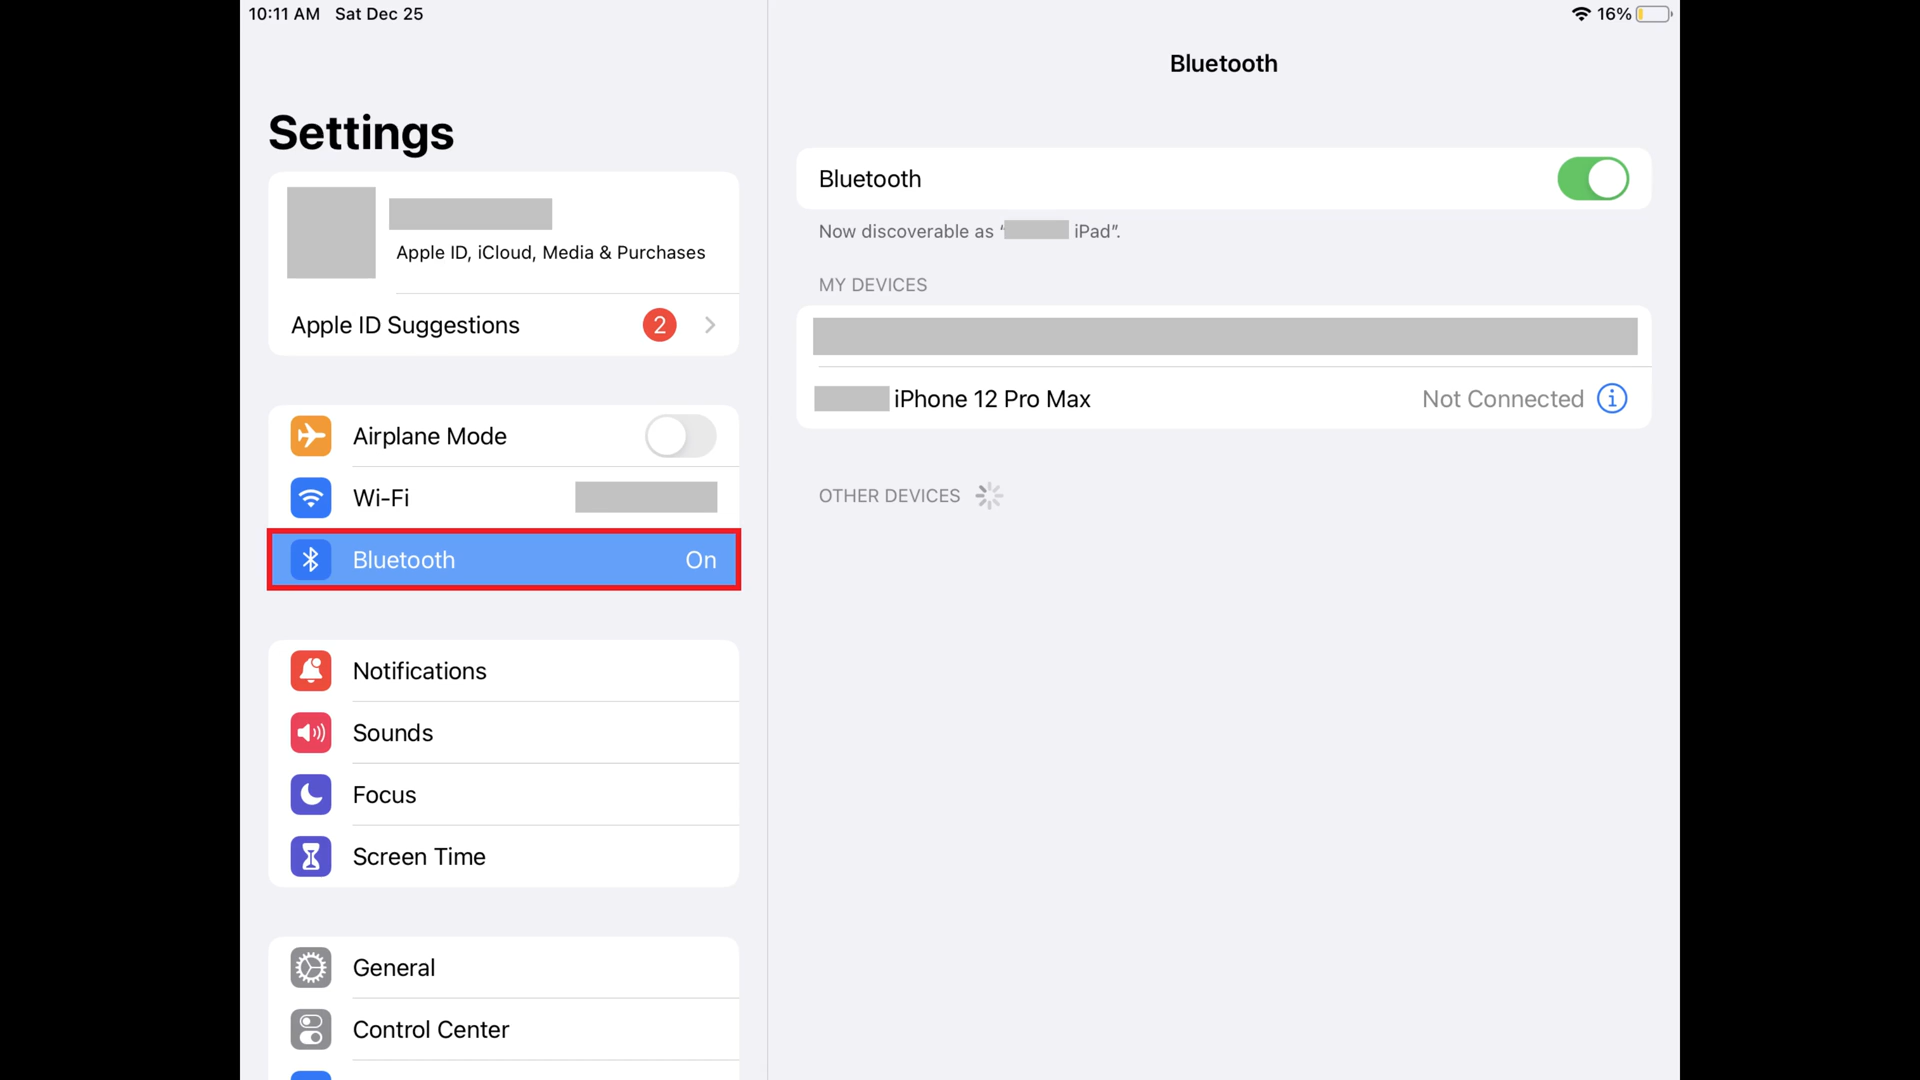 10:11 AM Sat Dec 25
16%
Settings
Apple ID, iCloud, Media & Purchases
Apple ID Suggestions 2
Airplane Mode
Wi-Fi
Bluetooth On
Notifications
Sounds
Focus
Screen Time
General
Control Center
Bluetooth
Bluetooth
Now discoverable as “ iPad”.
MY DEVICES
iPhone 12 Pro Max Not Connected
OTHER DEVICES